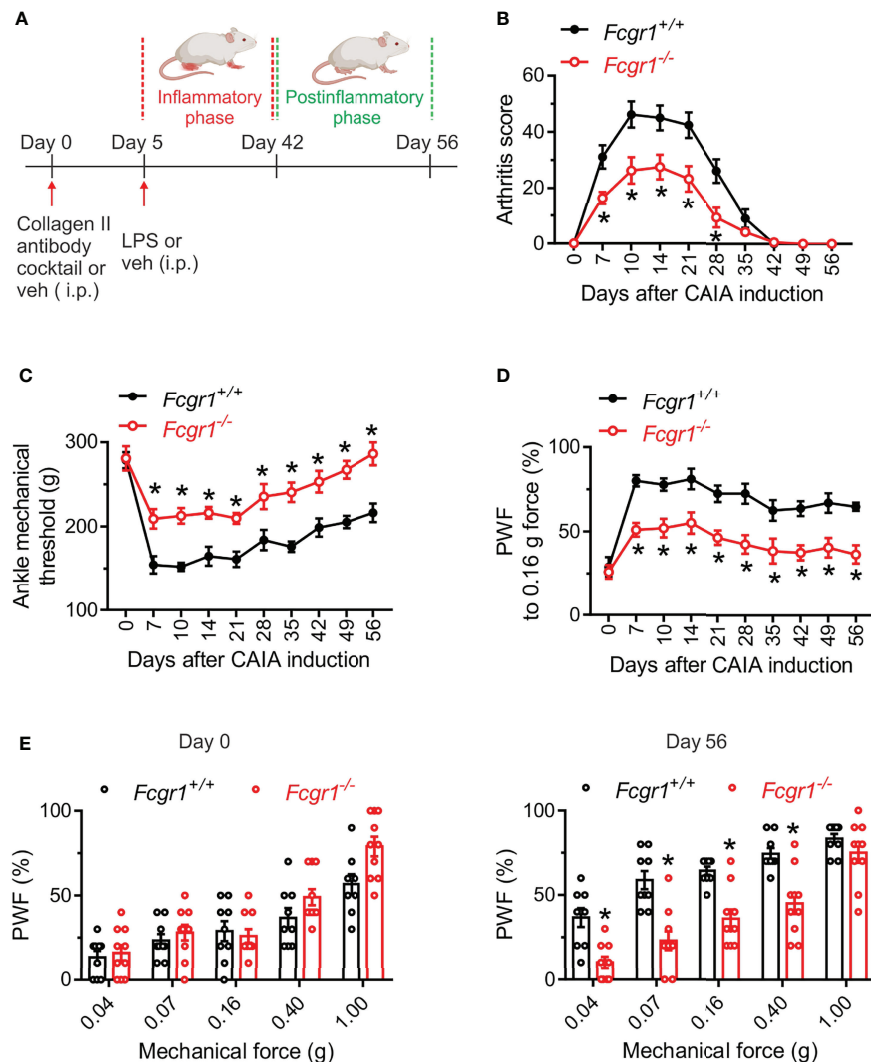 A
Inflammatory phase
Postinflammatory phase
Day 0
Day 5
Day 42
Day 56
Collagen II
antibody
cocktail or
veh ( i.p.)
LPS or
veh (i.p.)
B
Fcgr1+/+
Fcgr1-/-
Arthritis score
60
40
20
0
0 7 10 14 21 28 35 42 49 56
* * * * *
Days after CAIA induction
C
Fcgr1+/+
Fcgr1-/-
Ankle mechanical
threshold (g)
300
200
100
* * * * * * * * *
0 7 10 14 21 28 35 42 49 56
Days after CAIA induction
D
Fcgr1+/+
Fcgr1-/-
PWF
to 0.16 g force (%)
100
50
0
* * * * * * * * *
0 7 10 14 21 28 35 42 49 56
Days after CAIA induction
E
Day 0
Fcgr1+/+
Fcgr1-/-
PWF (%)
100
50
0
0.04 0.07 0.16 0.40 1.00
Mechanical force (g)
Day 56
Fcgr1+/+
Fcgr1-/-
PWF (%)
100
50
0
* * * *
0.04 0.07 0.16 0.40 1.00
Mechanical force (g)